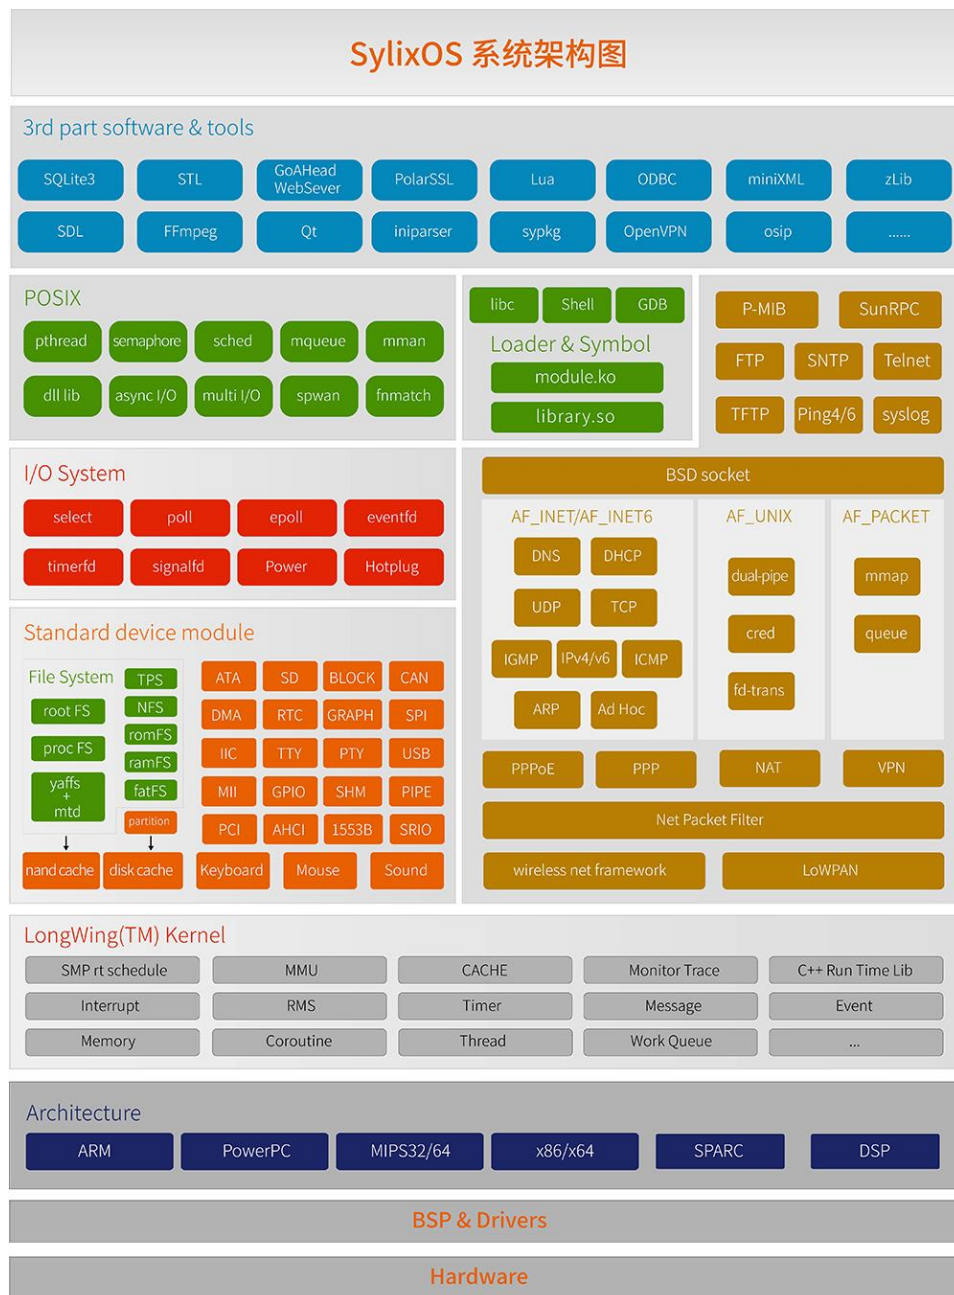 SylixOS 系统架构图
3rd part software & tools
SQLite3 STL GoAHead WebSever PolarSSL Lua ODBC miniXML zLib
SDL FFmpeg Qt iniparser sypkg OpenVPN osip ......
POSIX
pthread semaphore sched mqueue mman
dll lib async I/O multi I/O spwan fnmatch
libc Shell GDB
Loader & Symbol
module.ko
library.so
P-MIB SunRPC
FTP SNTP Telnet
TFTP Ping4/6 syslog
I/O System
select poll epoll eventfd
timerfd signalfd Power Hotplug
BSD socket
AF_INET/AF_INET6
DNS DHCP
UDP TCP
IGMP IPv4/v6 ICMP
ARP Ad Hoc
AF_UNIX
dual-pipe
cred
fd-trans
AF_PACKET
mmap
queue
PPPoE PPP NAT VPN
Net Packet Filter
wireless net framework LoWPAN
Standard device module
File System
root FS
proc FS
yaffs
+
mtd
TPS
NFS
romFS
ramFS
fatFS
partition
nand cache disk cache
ATA SD BLOCK CAN
DMA RTC GRAPH SPI
IIC TTY PTY USB
MII GPIO SHM PIPE
PCI AHCI 1553B SRIO
Keyboard Mouse Sound
LongWing(TM) Kernel
SMP rt schedule MMU CACHE Monitor Trace C++ Run Time Lib
Interrupt RMS Timer Message Event
Memory Coroutine Thread Work Queue ...
Architecture
ARM PowerPC MIPS32/64 x86/x64 SPARC DSP
BSP & Drivers
Hardware